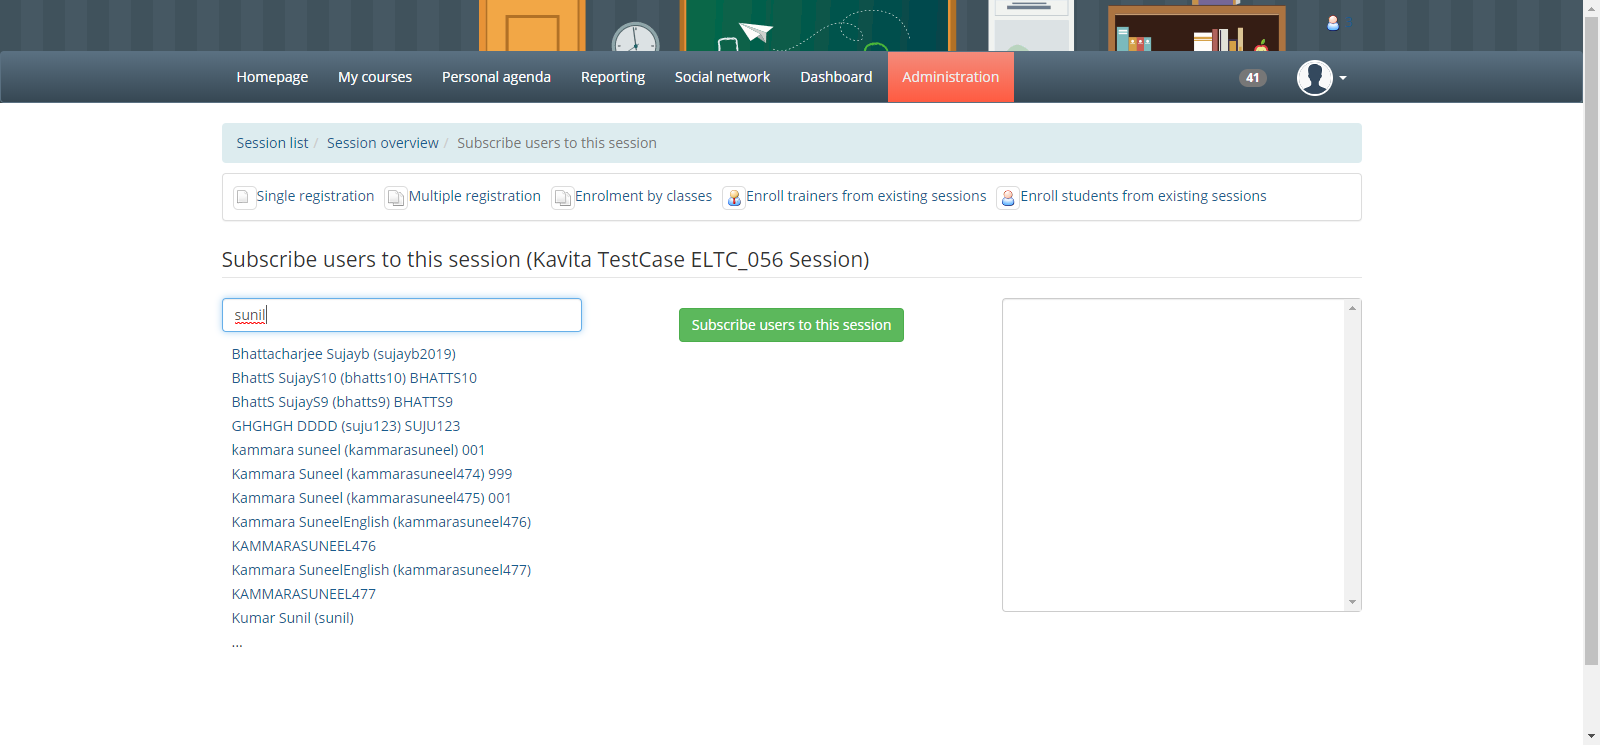 Homepage My courses Personal agenda Reporting Social network Dashboard Administration 41
Session list / Session overview / Subscribe users to this session
Single registration Multiple registration Enrolment by classes Enroll trainers from existing sessions Enroll students from existing sessions
Subscribe users to this session (Kavita TestCase ELTC_056 Session)
sunil
Subscribe users to this session
Bhattacharjee Sujayb (sujayb2019)
BhattS SujayS10 (bhatts10) BHATTS10
BhattS SujayS9 (bhatts9) BHATTS9
GHGHGH DDDD (suju123) SUJU123
kammara suneel (kammarasuneel) 001
Kammara Suneel (kammarasuneel474) 999
Kammara Suneel (kammarasuneel475) 001
Kammara SuneelEnglish (kammarasuneel476)
KAMMARASUNEEL476
Kammara SuneelEnglish (kammarasuneel477)
KAMMARASUNEEL477
Kumar Sunil (sunil)
...